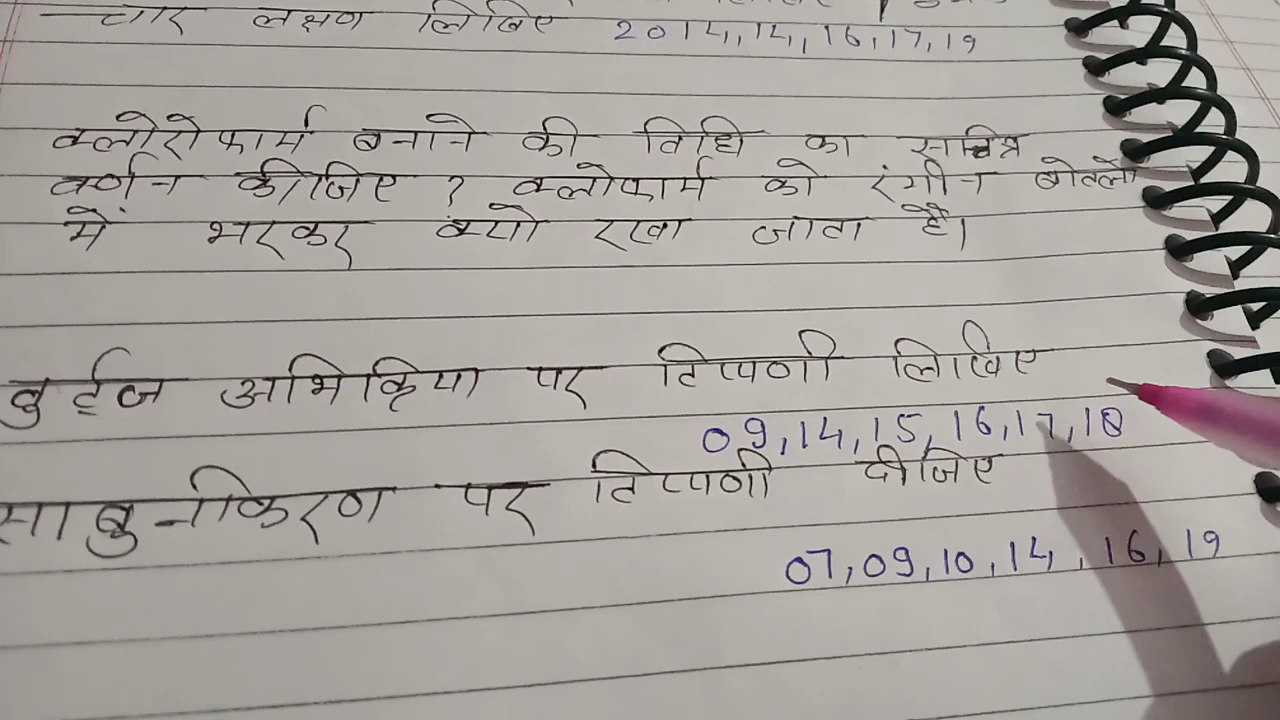 चार लक्षण लिखिए 2014,14,16,17,19
क्लोरोफार्म बनाने की विधि का सचित्र
वर्णन कीजिए ? क्लोफार्म को रंगीन बोतलो
में भरकर क्यो रखा जाता है।
वुर्ट्ज अभिक्रिया पर टिप्पणी लिखिए
09,14,15,16,17,18
साबुनीकरण पर टिप्पणी दीजिए
07,09,10,14,16,19